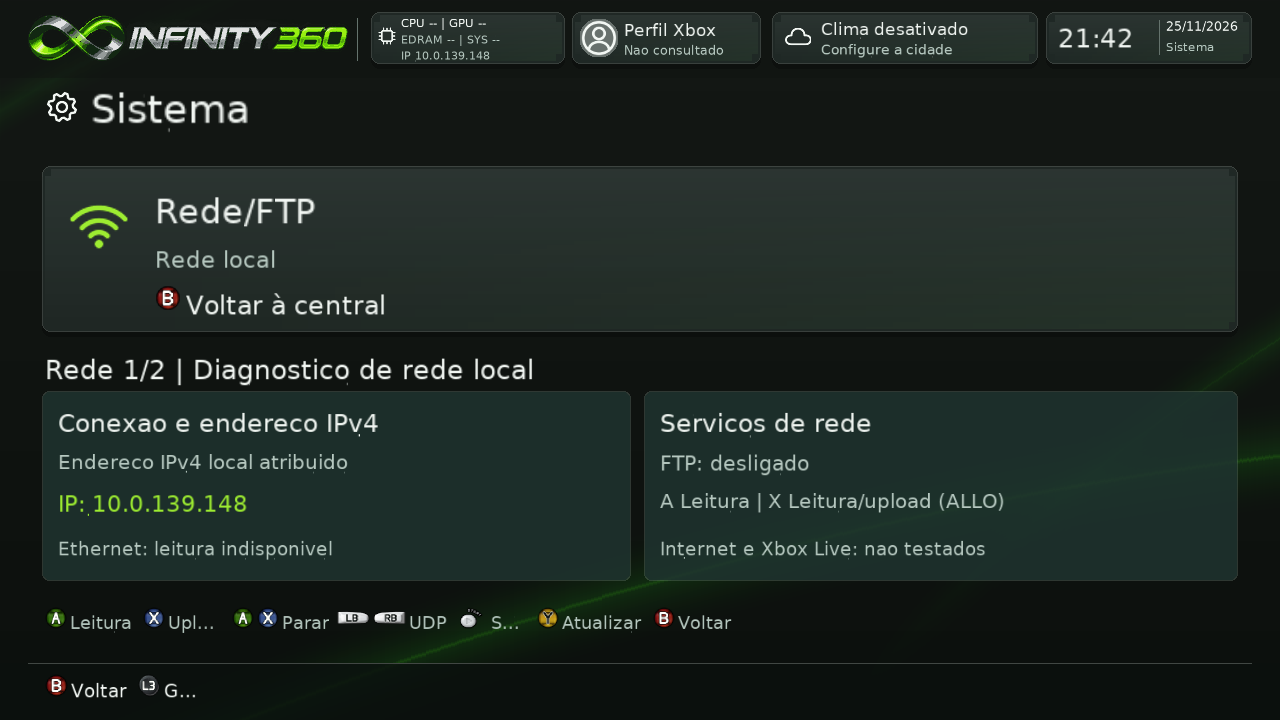 INFINITY 360
CPU -- | GPU --
EDRAM -- | SYS --
IP 10.0.139.148
Perfil Xbox
Nao consultado
Clima desativado
Configure a cidade
21:42
25/11/2026
Sistema
Sistema
Rede/FTP
Rede local
B Voltar à central
Rede 1/2 | Diagnostico de rede local
Conexao e endereco IPv4
Endereco IPv4 local atribuido
IP: 10.0.139.148
Ethernet: leitura indisponivel
Servicos de rede
FTP: desligado
A Leitura | X Leitura/upload (ALLO)
Internet e Xbox Live: nao testados
A Leitura X Upl... A X Parar LB RB UDP S... Y Atualizar B Voltar
B Voltar L3 G...